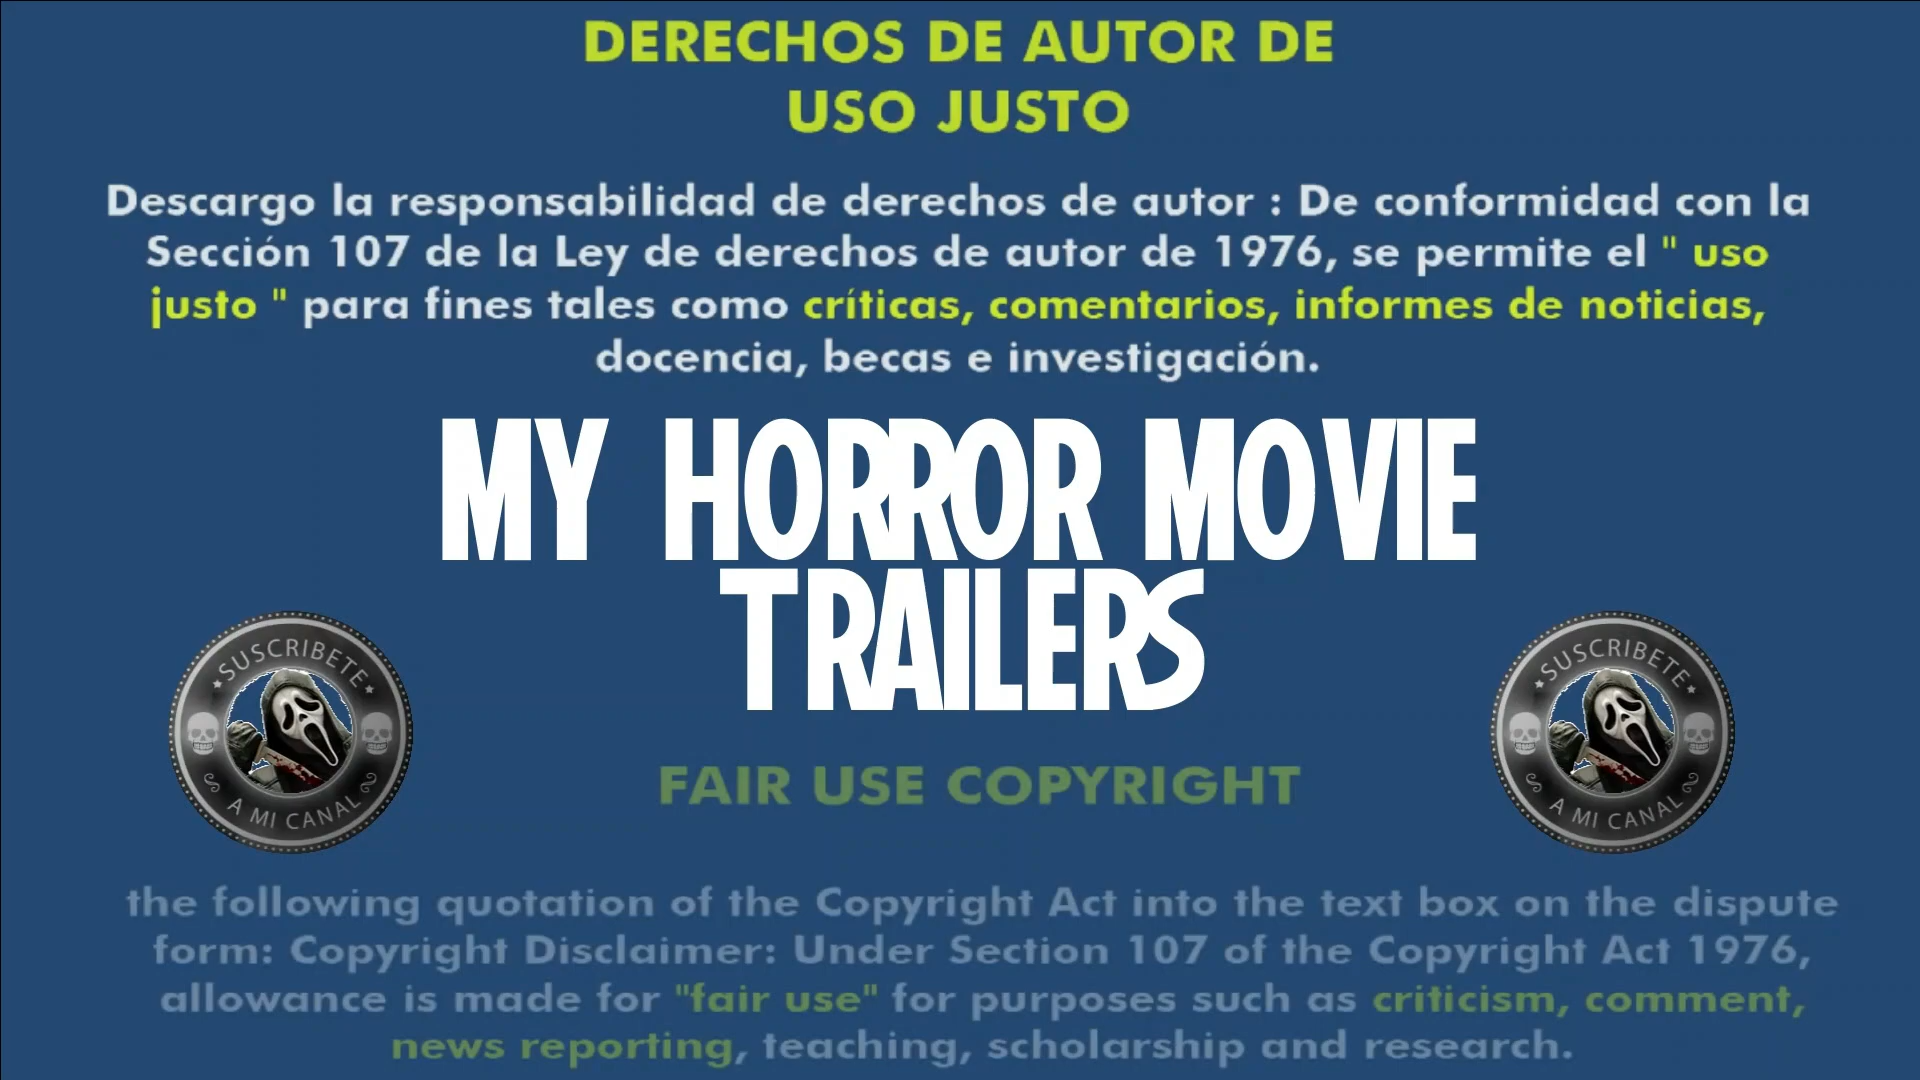 DERECHOS DE AUTOR DE
USO JUSTO
Descargo la responsabilidad de derechos de autor : De conformidad con la
Sección 107 de la Ley de derechos de autor de 1976, se permite el " uso
justo " para fines tales como críticas, comentarios, informes de noticias,
docencia, becas e investigación.
MY HORROR MOVIE
TRAILERS
SUSCRIBETE
A MI CANAL
SUSCRIBETE
A MI CANAL
FAIR USE COPYRIGHT
the following quotation of the Copyright Act into the text box on the dispute
form: Copyright Disclaimer: Under Section 107 of the Copyright Act 1976,
allowance is made for "fair use" for purposes such as criticism, comment,
news reporting, teaching, scholarship and research.